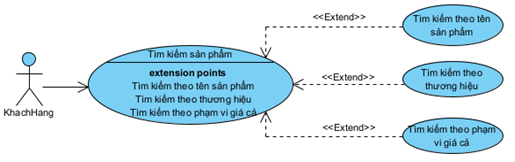 <<Extend>>
Tìm kiếm theo tên
sản phẩm
Tìm kiếm sản phẩm
extension points
Tìm kiếm theo tên sản phẩm
Tìm kiếm theo thương hiệu
Tìm kiếm theo phạm vi giá cả
<<Extend>>
Tìm kiếm theo
thương hiệu
KhachHang
<<Extend>>
Tìm kiếm theo phạm
vi giá cả